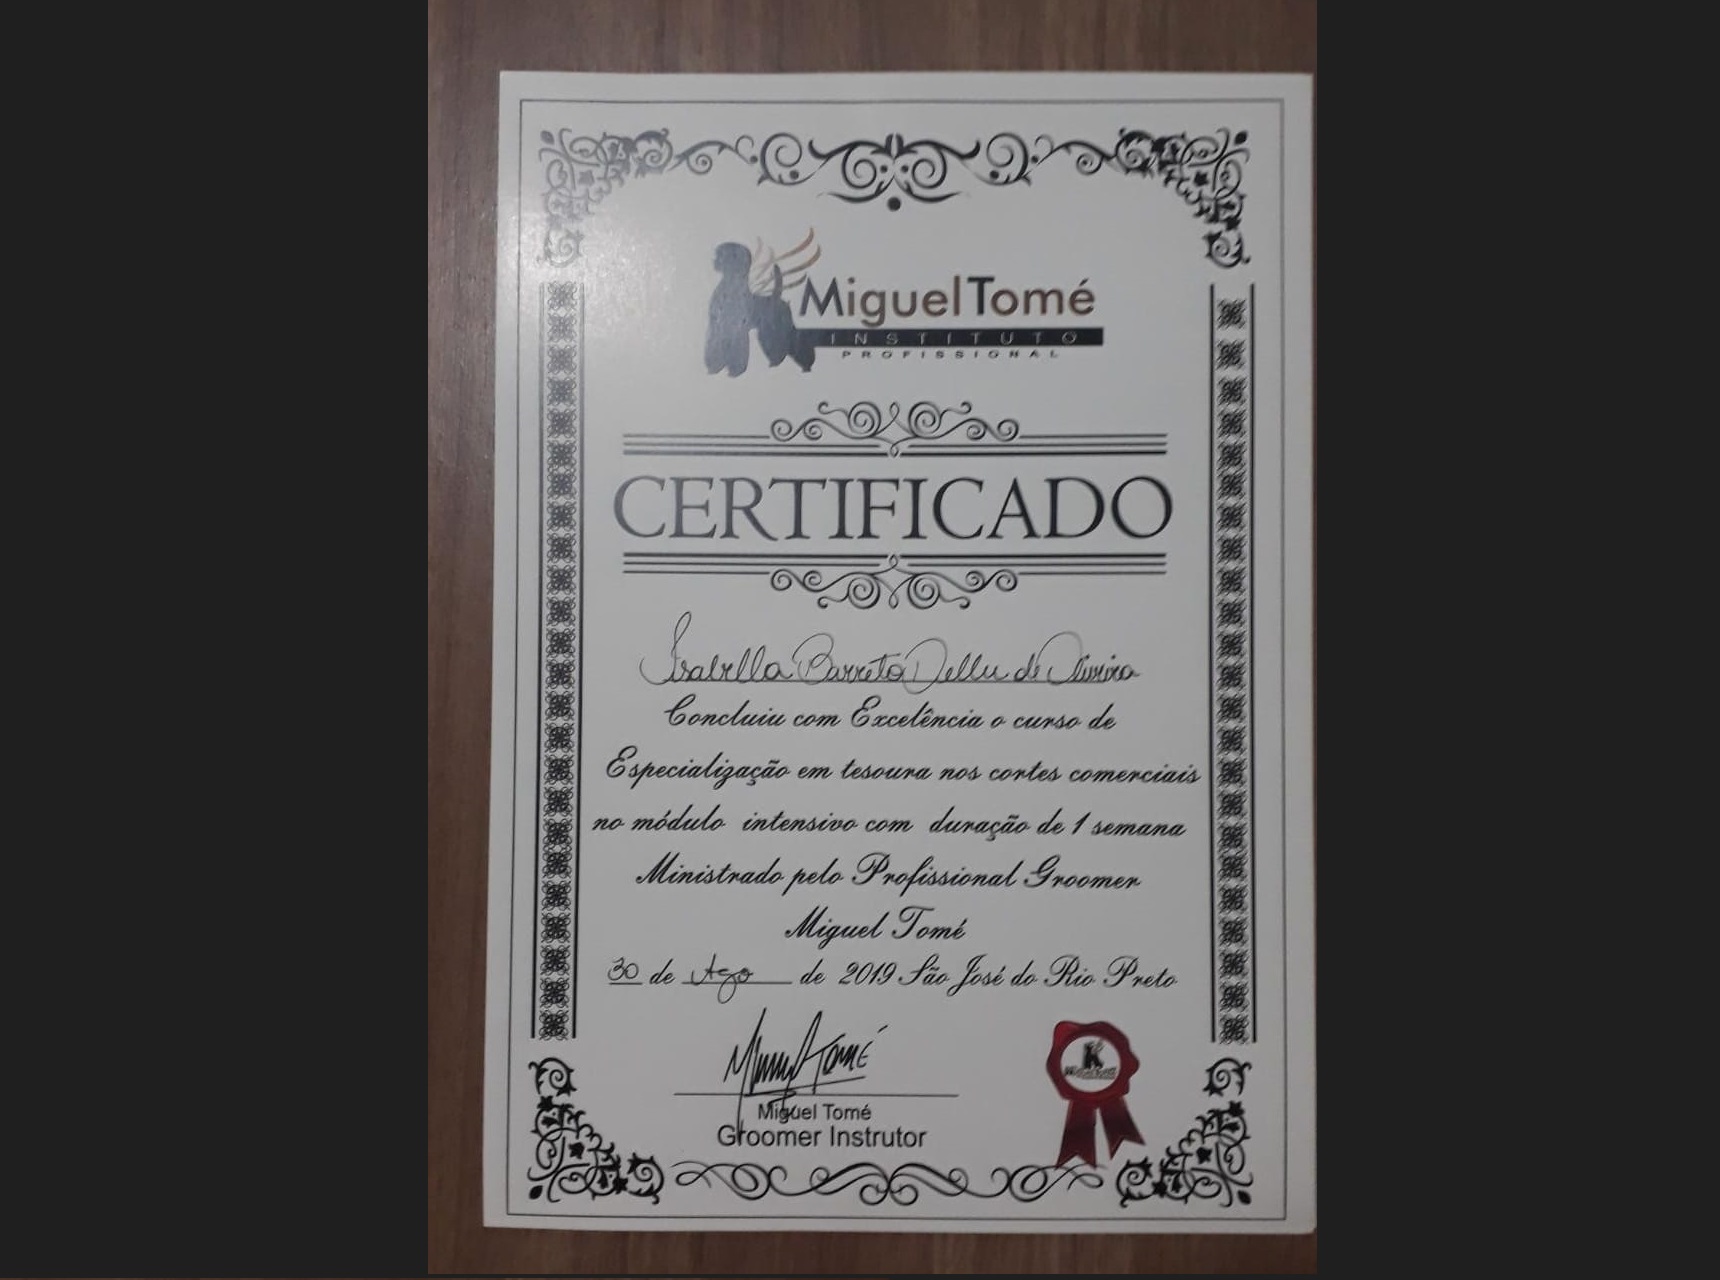 Miguel Tomé
INSTITUTO
PROFISSIONAL
CERTIFICADO
Isabella Barreto Dellu de Oliveira
Concluiu com Excelência o curso de
Especialização em tesoura nos cortes comerciais
no módulo intensivo com duração de 1 semana
Ministrado pelo Profissional Groomer
Miguel Tomé
30 de Ago de 2019 São José do Rio Preto
Miguel Tomé
Miguel Tomé
Groomer Instrutor